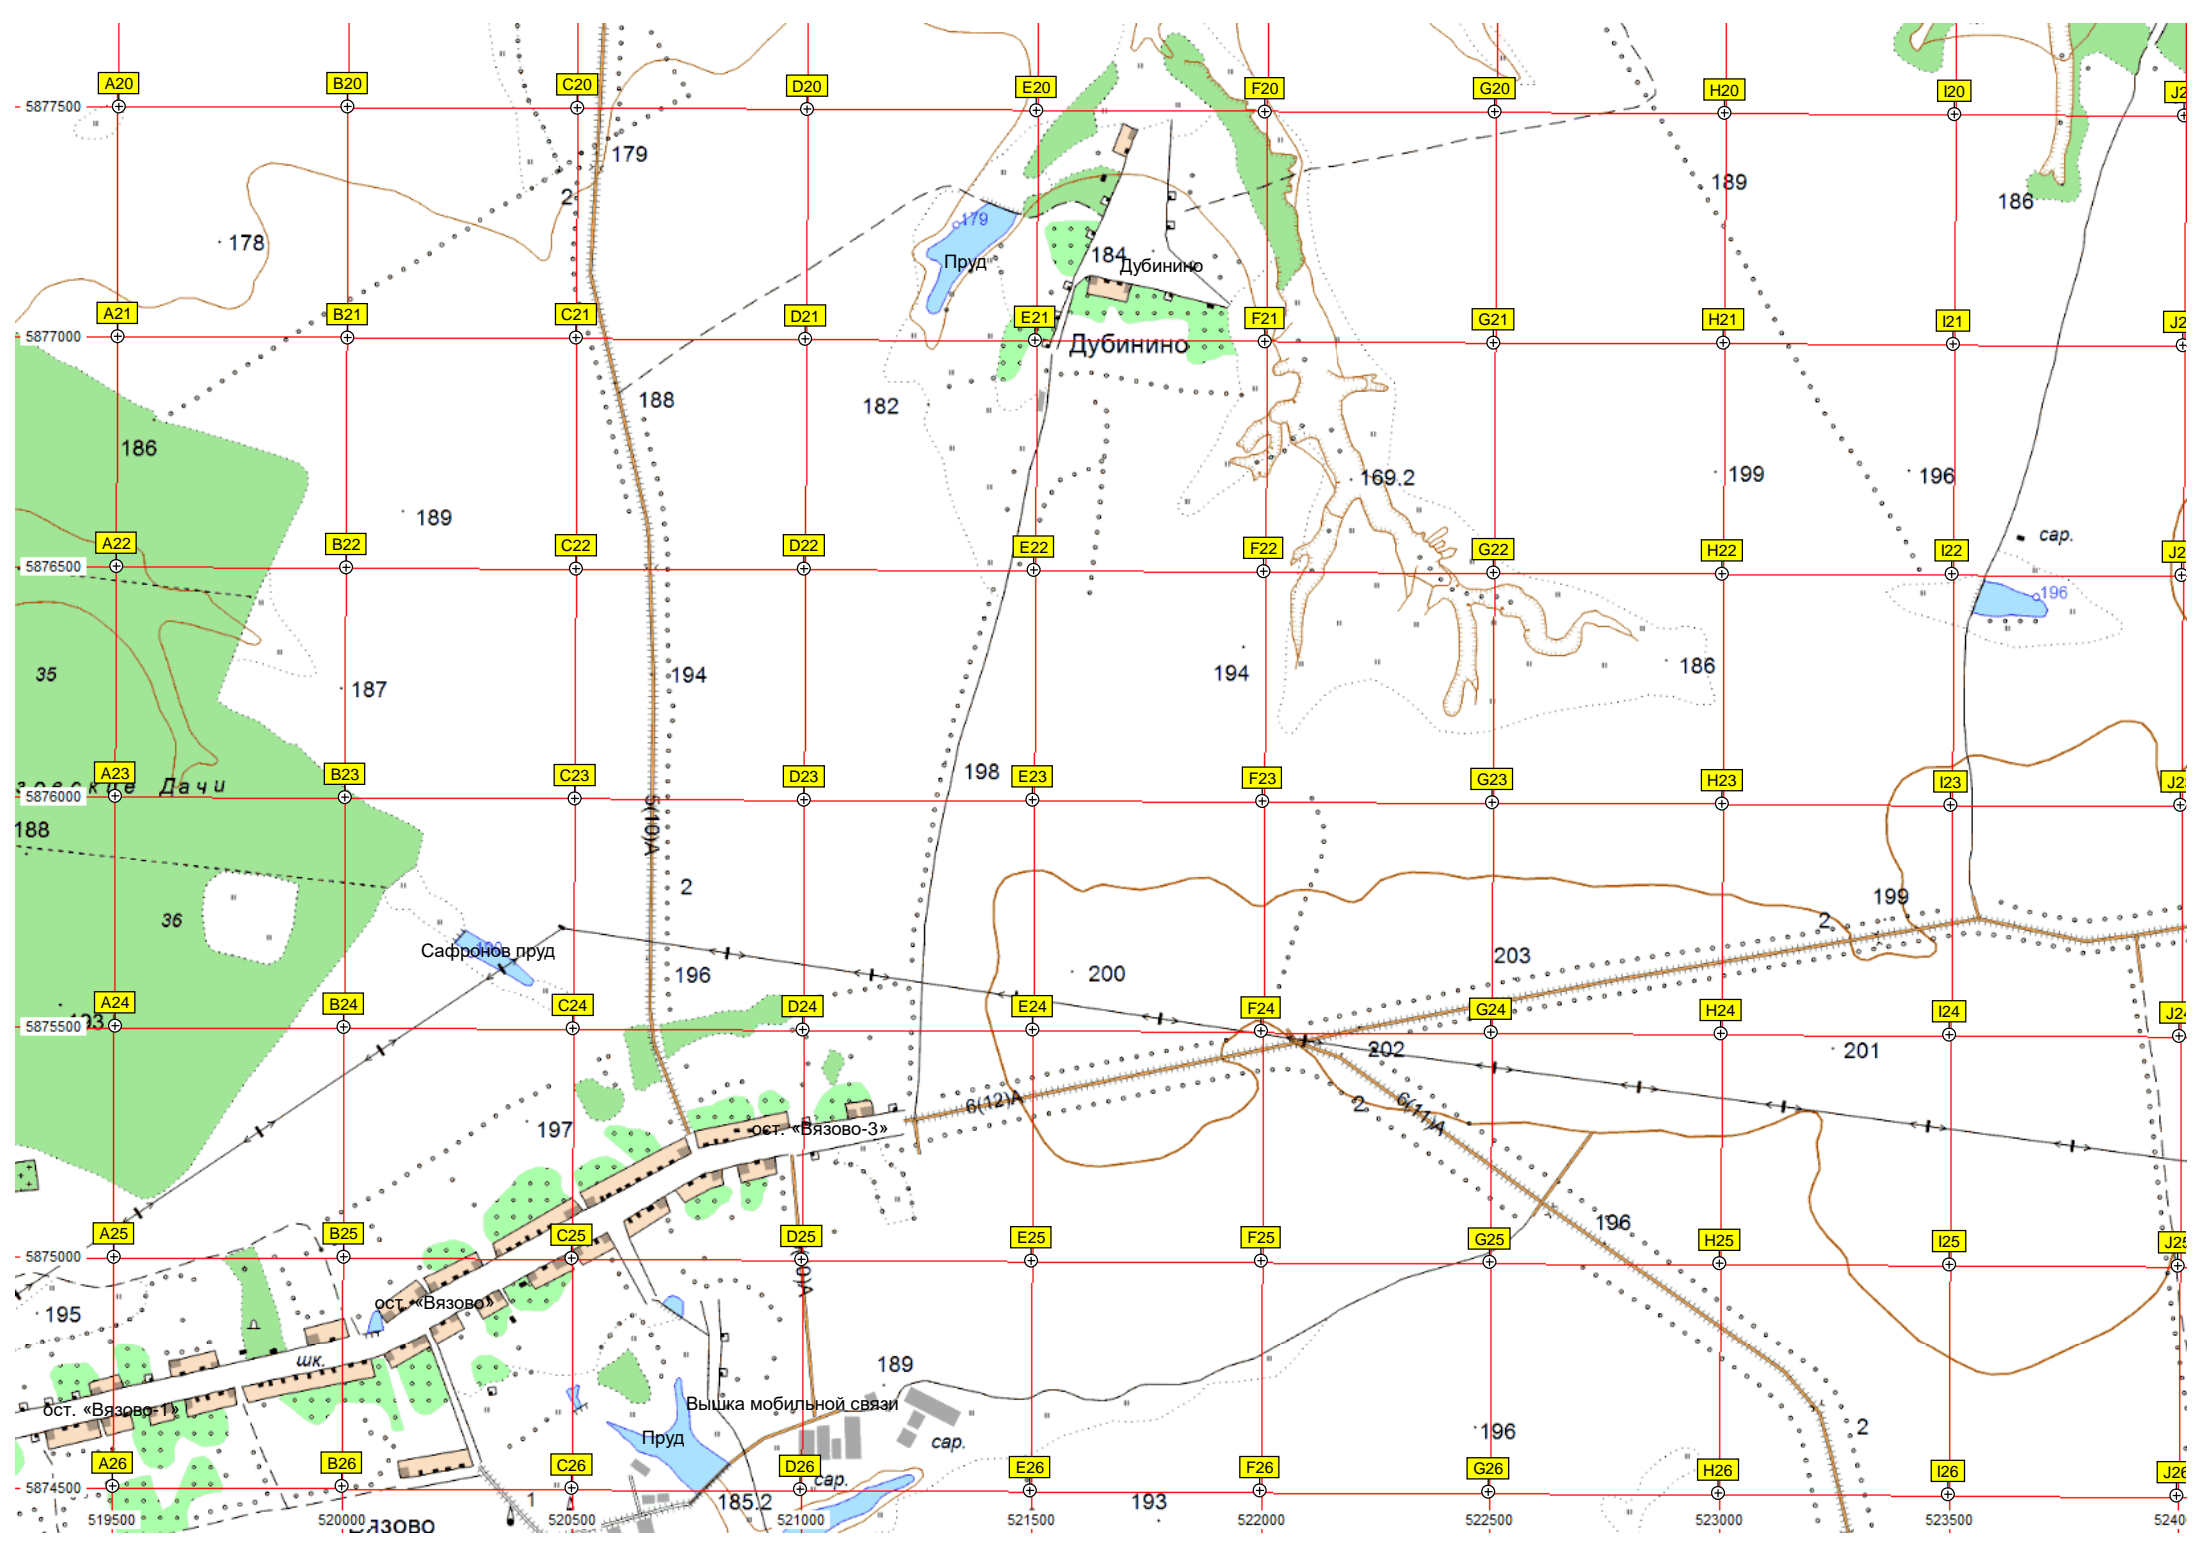 A20 B20 C20 D20 E20 F20 G20 H20 I20
5877500
179
2
189
186
178
179
Пруд
184
Дубинино
A21 B21 C21 D21 E21 F21 G21 H21 I21
5877000
Дубинино
188
182
186
169.2
199
196
189
сар.
A22 B22 C22 D22 E22 F22 G22 H22 I22
5876500
196
35
187
194
194
186
198
A23 B23 C23 D23 E23 F23 G23 H23 I23
Дачи
5876000
188
5(10)А
2
199
36
2
Сафронов пруд
196
200
203
A24 B24 C24 D24 E24 F24 G24 H24 I24
5875500
202
201
6(12)А
2
6(11)А
197
ост. «Вязово-3»
196
A25 B25 C25 D25 E25 F25 G25 H25 I25 J25
5875000
195
ост. «Вязово»
шк.
189
ост. «Вязово-1»
Вышка мобильной связи
Пруд
сар.
196
2
A26 B26 C26 D26 E26 F26 G26 H26 I26
5874500
сар.
1
185.2
193
519500 520000 520500 521000 521500 522000 522500 523000 523500